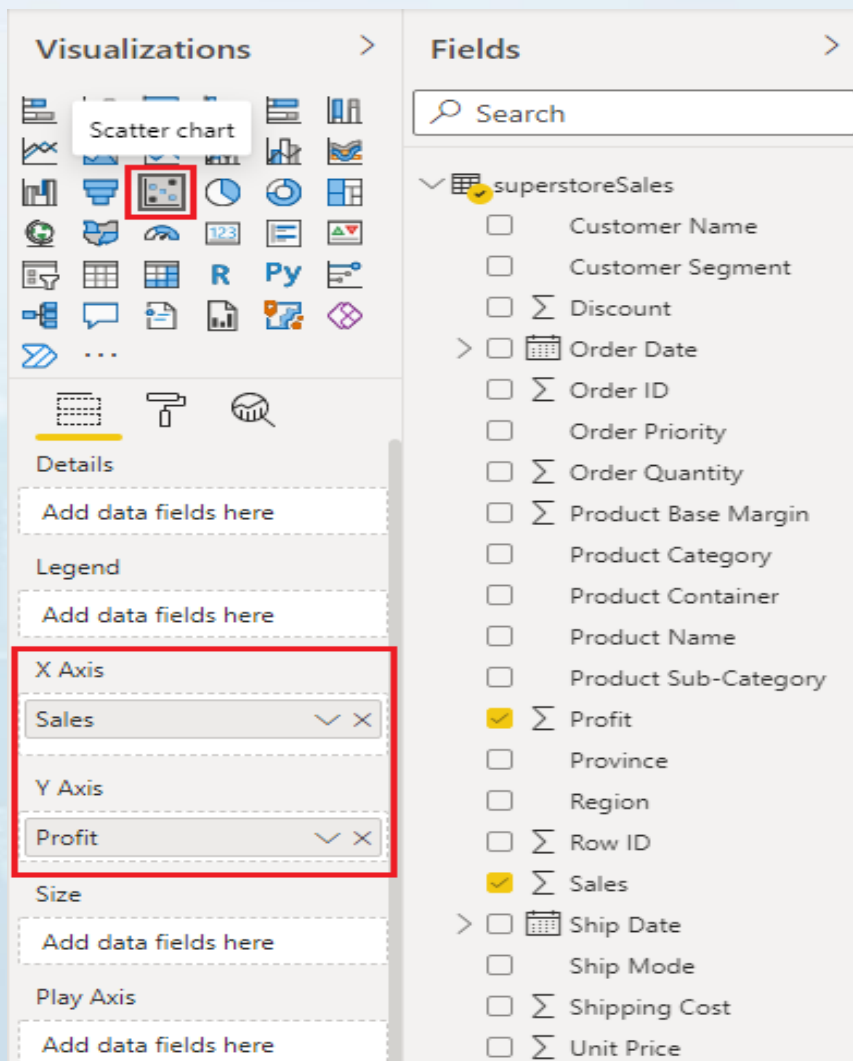 Visualizations
Scatter chart
123
R
Py
...
Details
Add data fields here
Legend
Add data fields here
X Axis
Sales
Y Axis
Profit
Size
Add data fields here
Play Axis
Add data fields here
Fields
Search
superstoreSales
Customer Name
Customer Segment
∑ Discount
Order Date
∑ Order ID
Order Priority
∑ Order Quantity
∑ Product Base Margin
Product Category
Product Container
Product Name
Product Sub-Category
∑ Profit
Province
Region
∑ Row ID
∑ Sales
Ship Date
Ship Mode
∑ Shipping Cost
∑ Unit Price